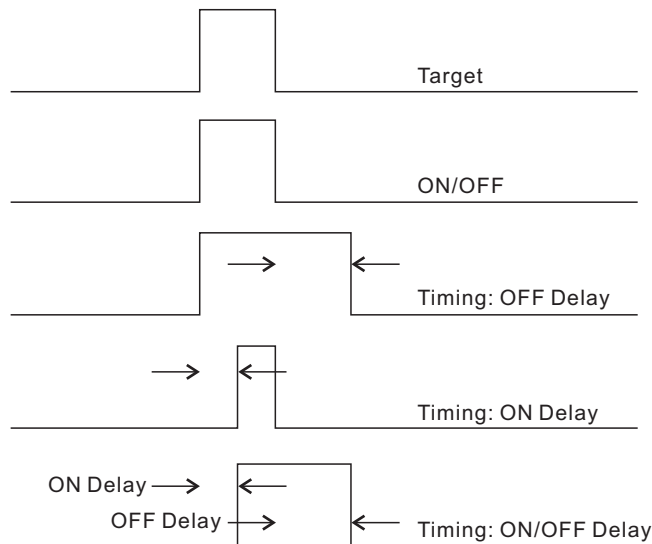 Target
ON/OFF
Timing: OFF Delay
Timing: ON Delay
ON Delay
OFF Delay
Timing: ON/OFF Delay